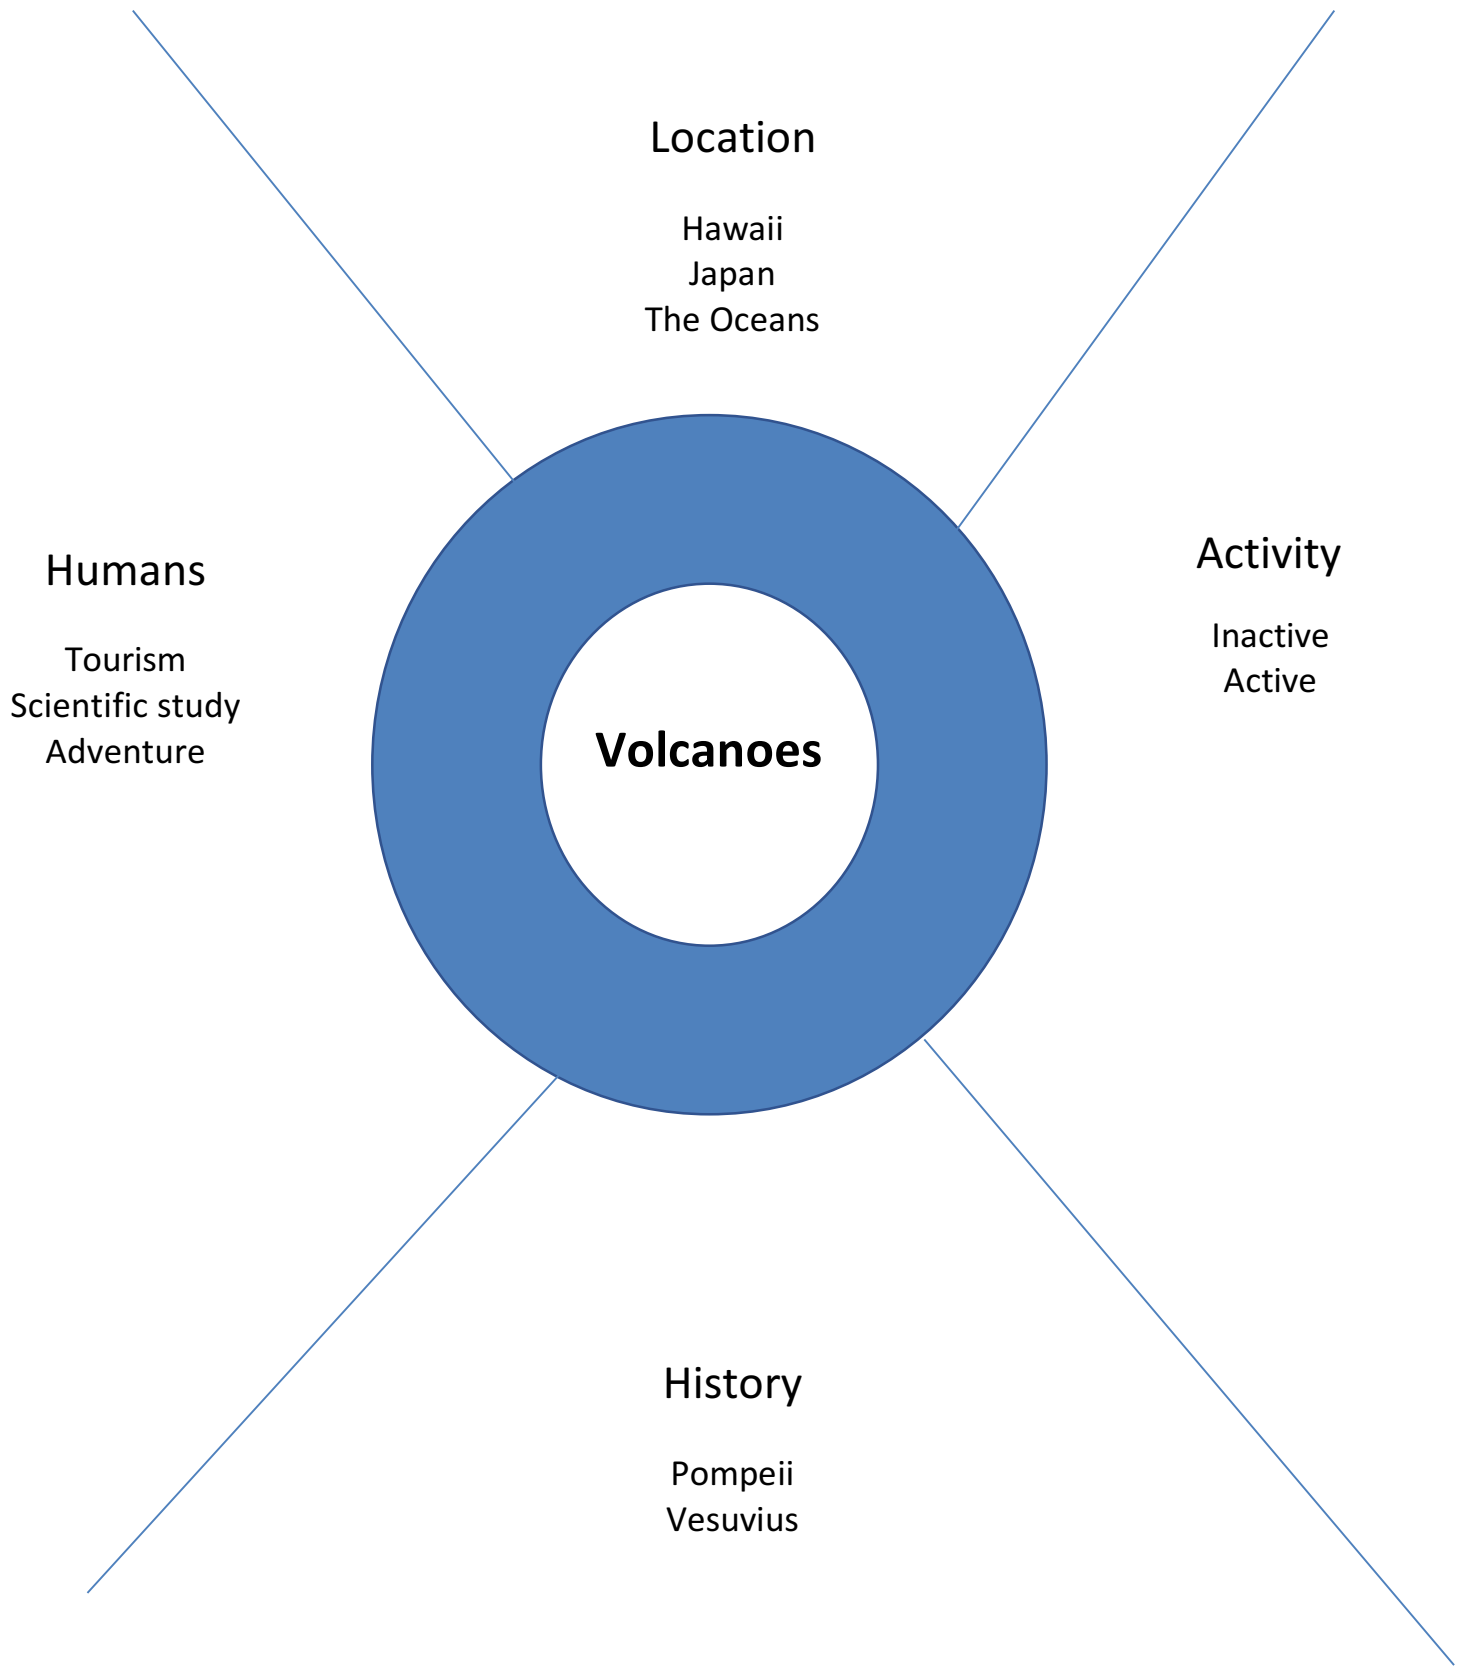 Location
Hawaii
Japan
The Oceans
Humans
Tourism
Scientific study
Adventure
Volcanoes
Activity
Inactive
Active
History
Pompeii
Vesuvius